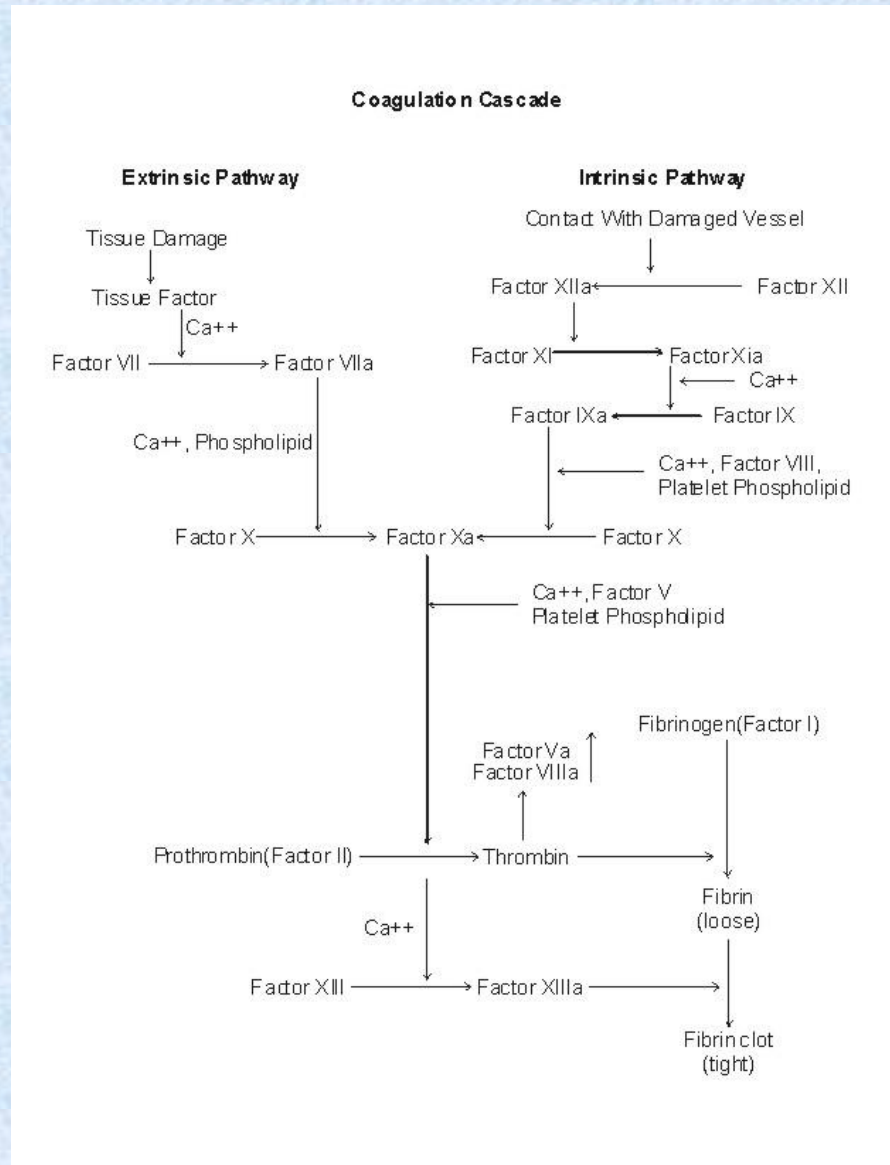 Coagulation Cascade
Extrinsic Pathway
Intrinsic Pathway
Tissue Damage
Contact With Damaged Vessel
Tissue Factor
Factor XIIa
Factor XII
Ca++
Factor VII
Factor VIIa
Factor XI
Factor Xia
Ca++
Factor IXa
Factor IX
Ca++, Phospholipid
Ca++, Factor VIII,
Platelet Phospholipid
Factor X
Factor Xa
Factor X
Ca++, Factor V
Platelet Phospholipid
Fibrinogen(Factor I)
Factor Va
Factor VIIIa
Prothrombin(Factor II)
Thrombin
Fibrin
(loose)
Ca++
Factor XIII
Factor XIIIa
Fibrin clot
(tight)